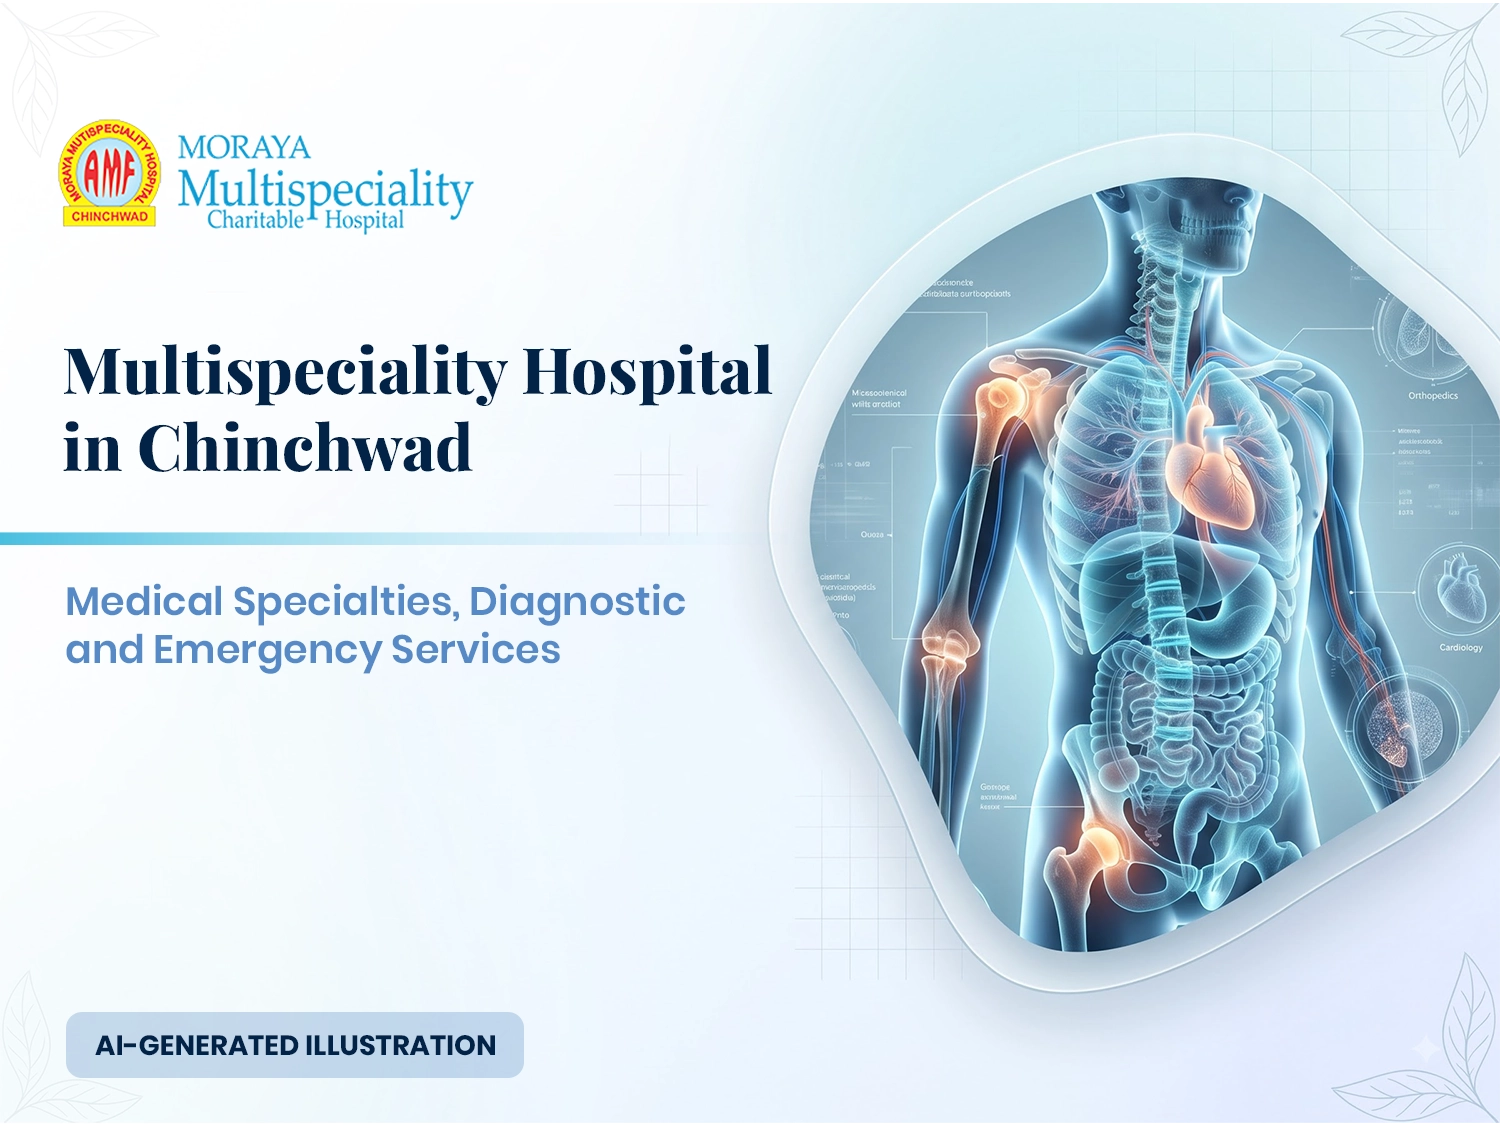 MORAYA MUTISPECIALITY HOSPITAL
AMF
CHINCHWAD
MORAYA
Multispeciality
Charitable Hospital
Multispeciality Hospital
in Chinchwad
Medical Specialties, Diagnostic
and Emergency Services
AI-GENERATED ILLUSTRATION
Orthopedics
Cardiology